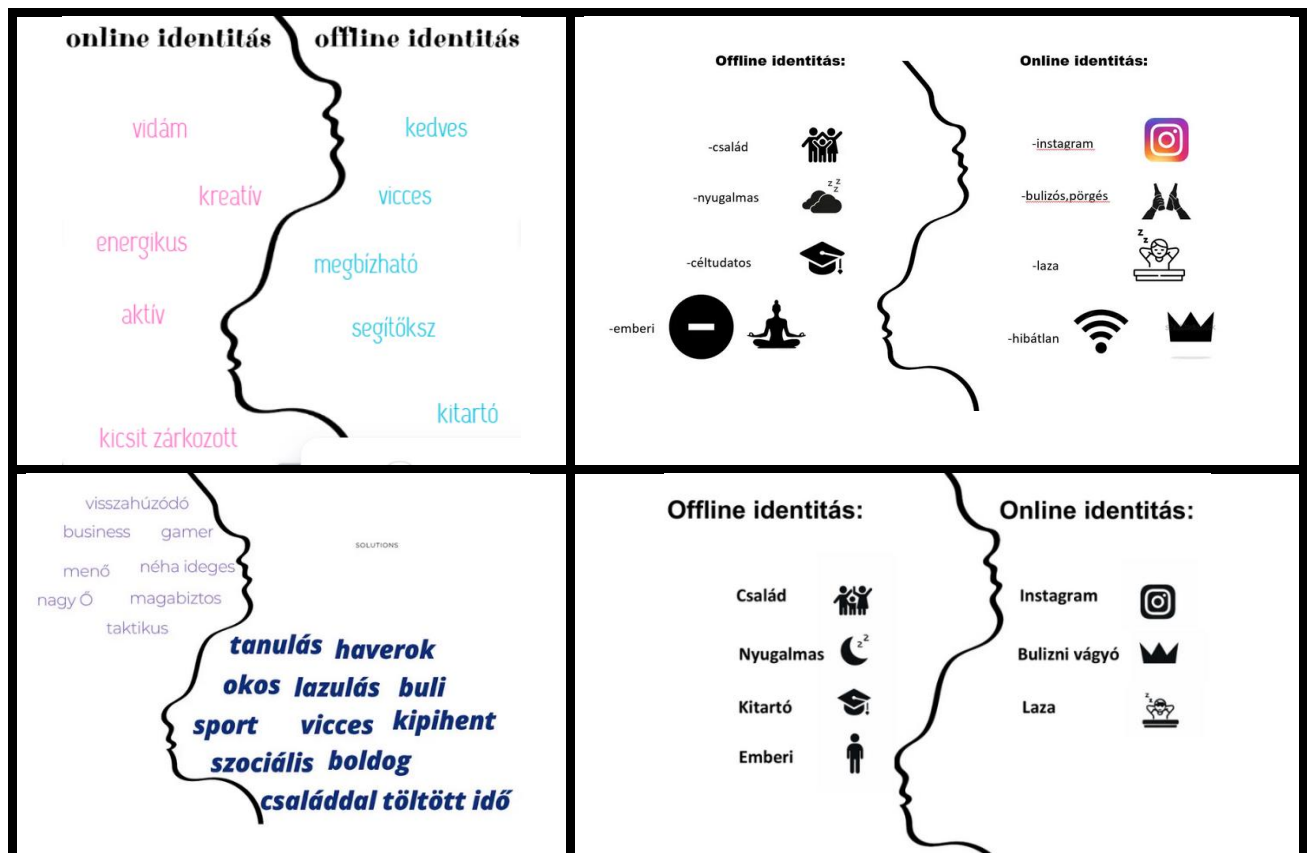 online identitás offline identitás
vidám
kedves
kreatív
vicces
energikus
megbízható
aktív
segítőksz
kitartó
kicsit zárkozott
Offline identitás:
Online identitás:
-család
-instagram
-nyugalmas
-bulizós,pörgés
-céltudatos
-laza
-emberi
-hibátlan
visszahúzódó
business gamer
SOLUTIONS
menő néha ideges
nagy Ő magabiztos
taktikus
tanulás haverok
okos lazulás buli
sport vicces kipihent
szociális boldog
családdal töltött idő
Offline identitás:
Online identitás:
Család
Instagram
Nyugalmas
Bulizni vágyó
Kitartó
Laza
Emberi